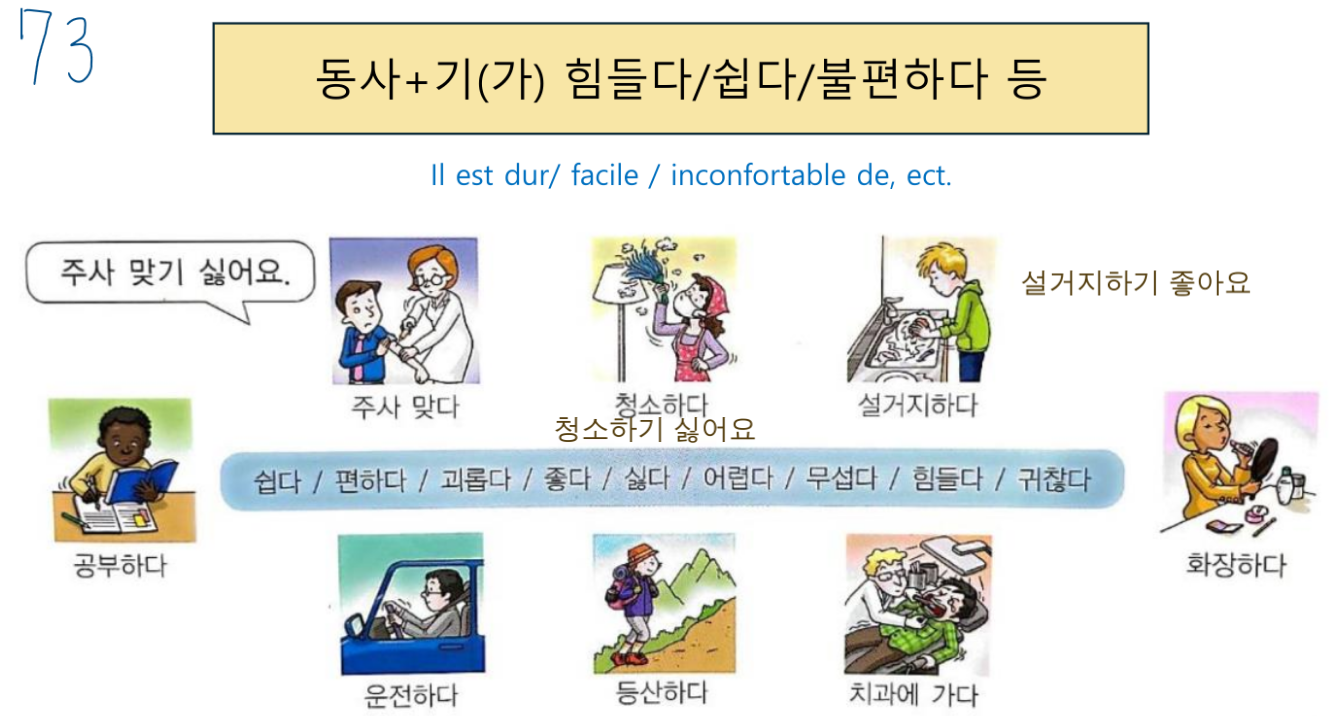 73
동사+기(가) 힘들다/쉽다/불편하다 등
Il est dur/ facile / inconfortable de, ect.
주사 맞기 싫어요.
설거지하기 좋아요
주사 맞다
청소하다
설거지하다
청소하기 싫어요
쉽다 / 편하다 / 괴롭다 / 좋다 / 싫다 / 어렵다 / 무섭다 / 힘들다 / 귀찮다
공부하다
화장하다
운전하다
등산하다
치과에 가다